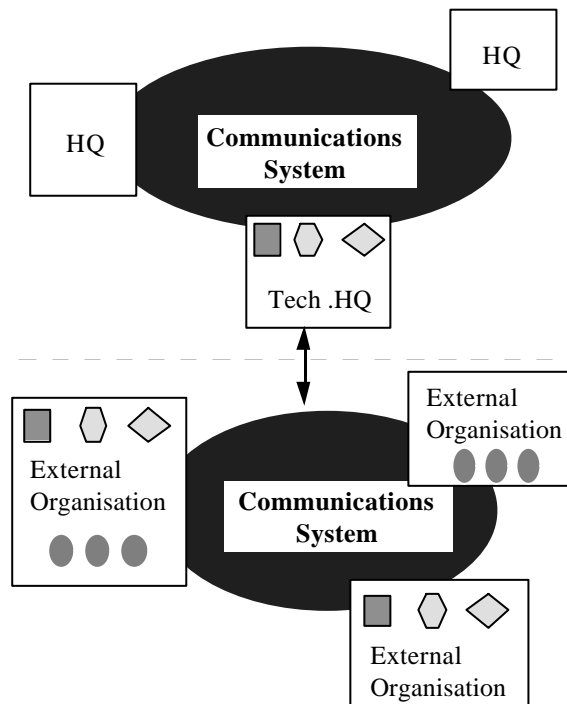 HQ
HQ
Communications
System
Tech .HQ
External
Organisation
External
Organisation
Communications
System
External
Organisation